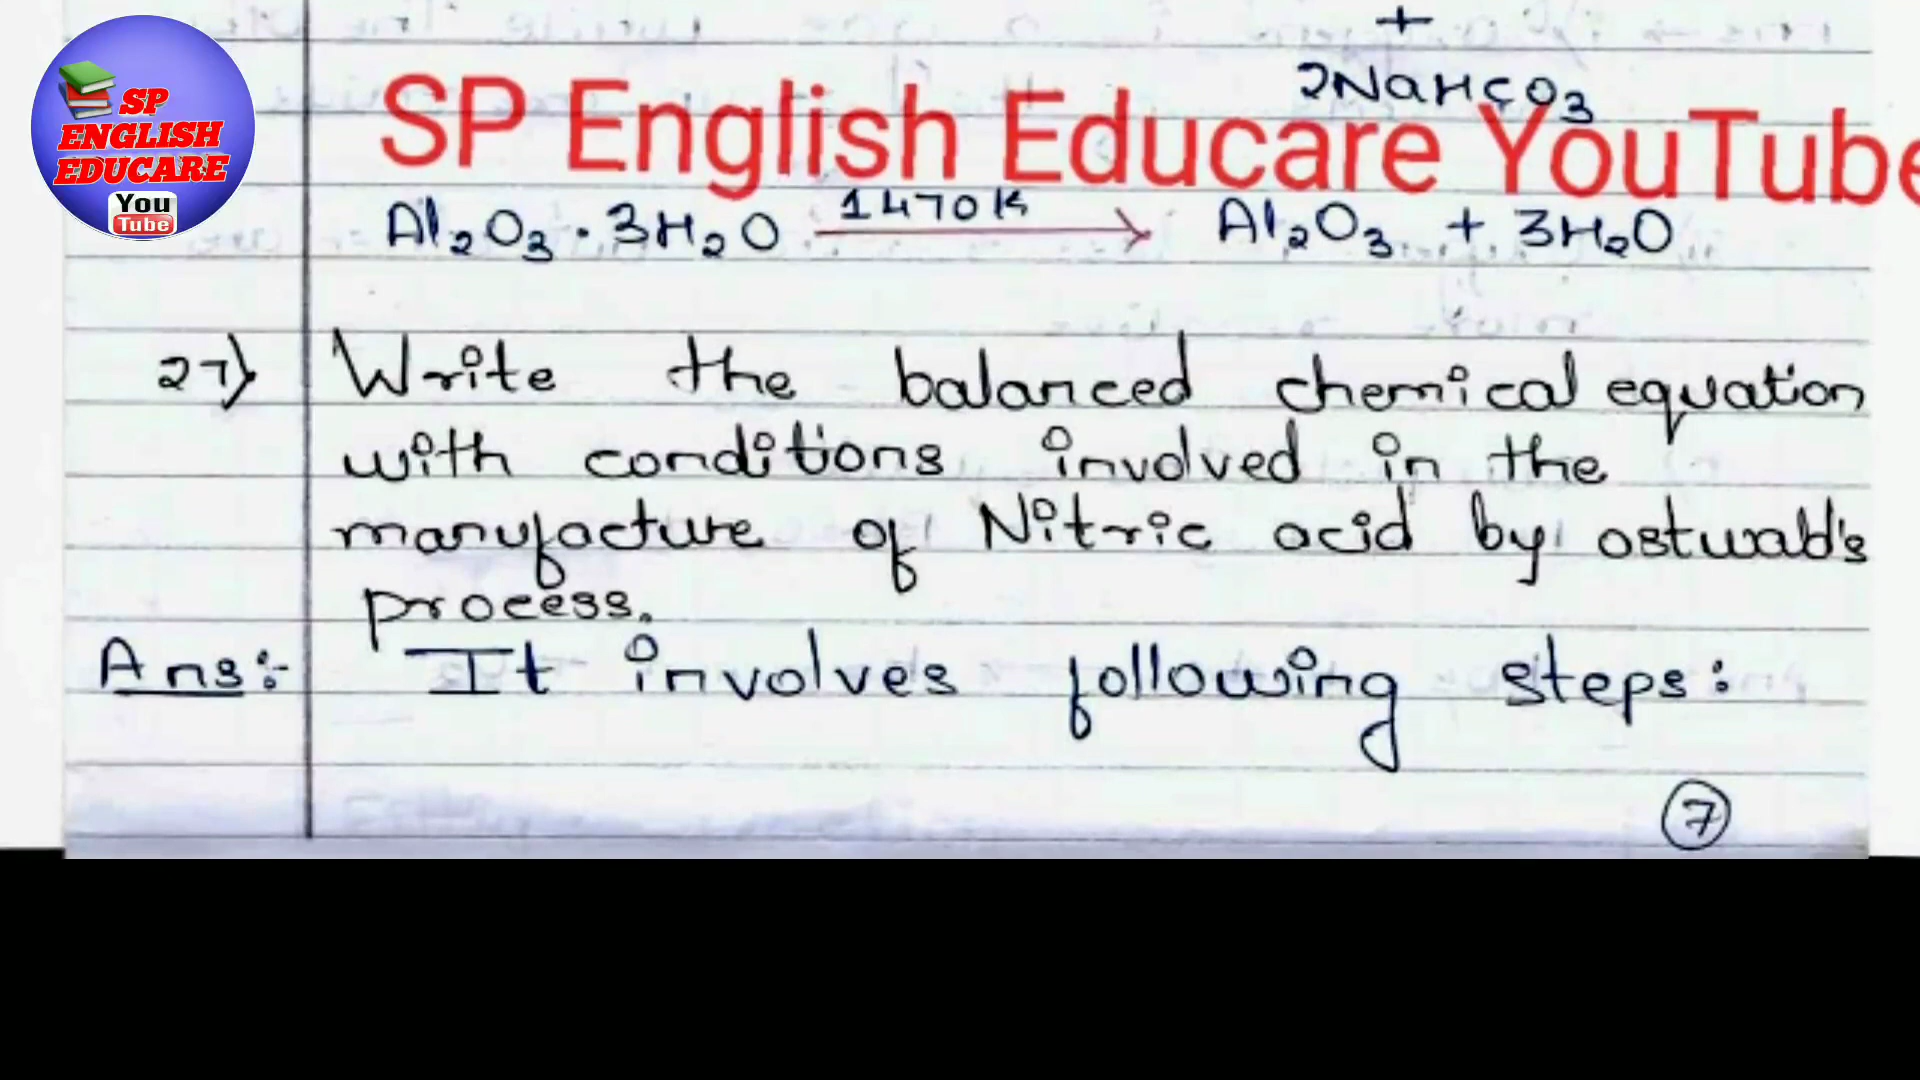 +
2NaHCO3
SP
ENGLISH
EDUCARE
You
Tube
SP English Educare YouTube
Al2O3 · 3H2O 1470K → Al2O3 + 3H2O
27) Write the balanced chemical equation
with conditions involved in the
manufacture of Nitric acid by ostwald's
process.
Ans:- It involves following steps:
7